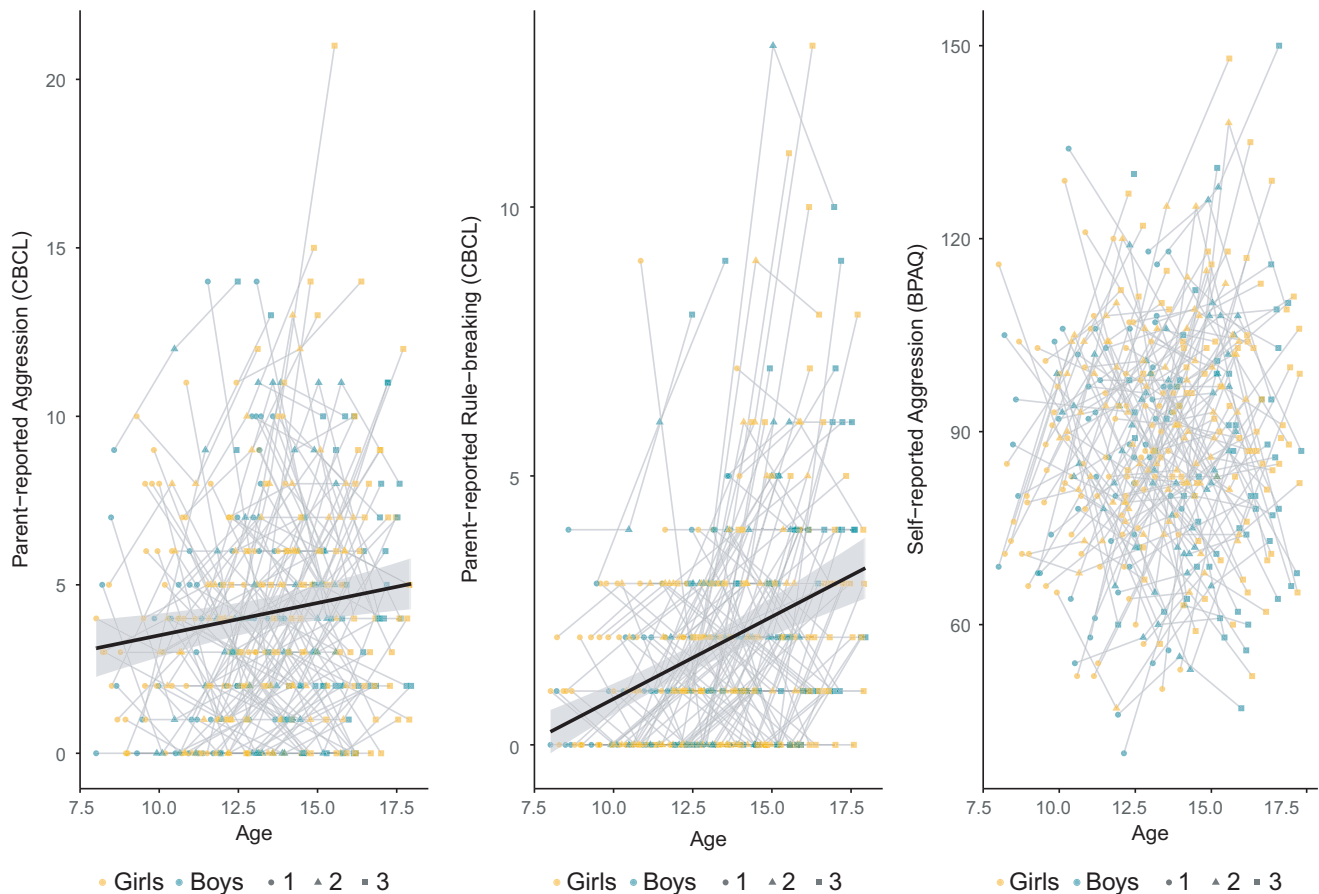 Parent-reported Aggression (CBCL)
20
15
10
5
0
7.5 10.0 12.5 15.0 17.5
Age
Girls Boys 1 2 3
Parent-reported Rule-breaking (CBCL)
10
5
0
7.5 10.0 12.5 15.0 17.5
Age
Girls Boys 1 2 3
Self-reported Aggression (BPAQ)
150
120
90
60
7.5 10.0 12.5 15.0 17.5
Age
Girls Boys 1 2 3